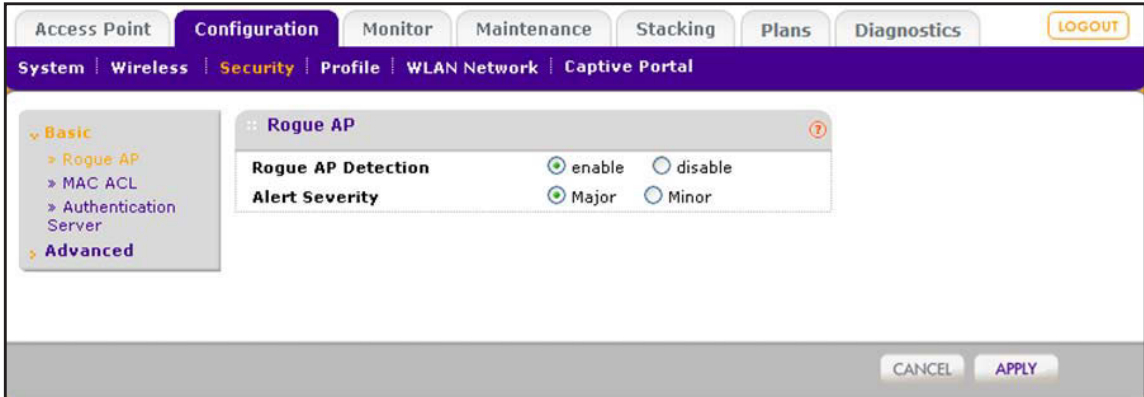 Access Point Configuration Monitor Maintenance Stacking Plans Diagnostics LOGOUT
System Wireless Security Profile WLAN Network Captive Portal
Basic
» Rogue AP
» MAC ACL
» Authentication
Server
Advanced
:: Rogue AP ?
Rogue AP Detection enable disable
Alert Severity Major Minor
CANCEL APPLY